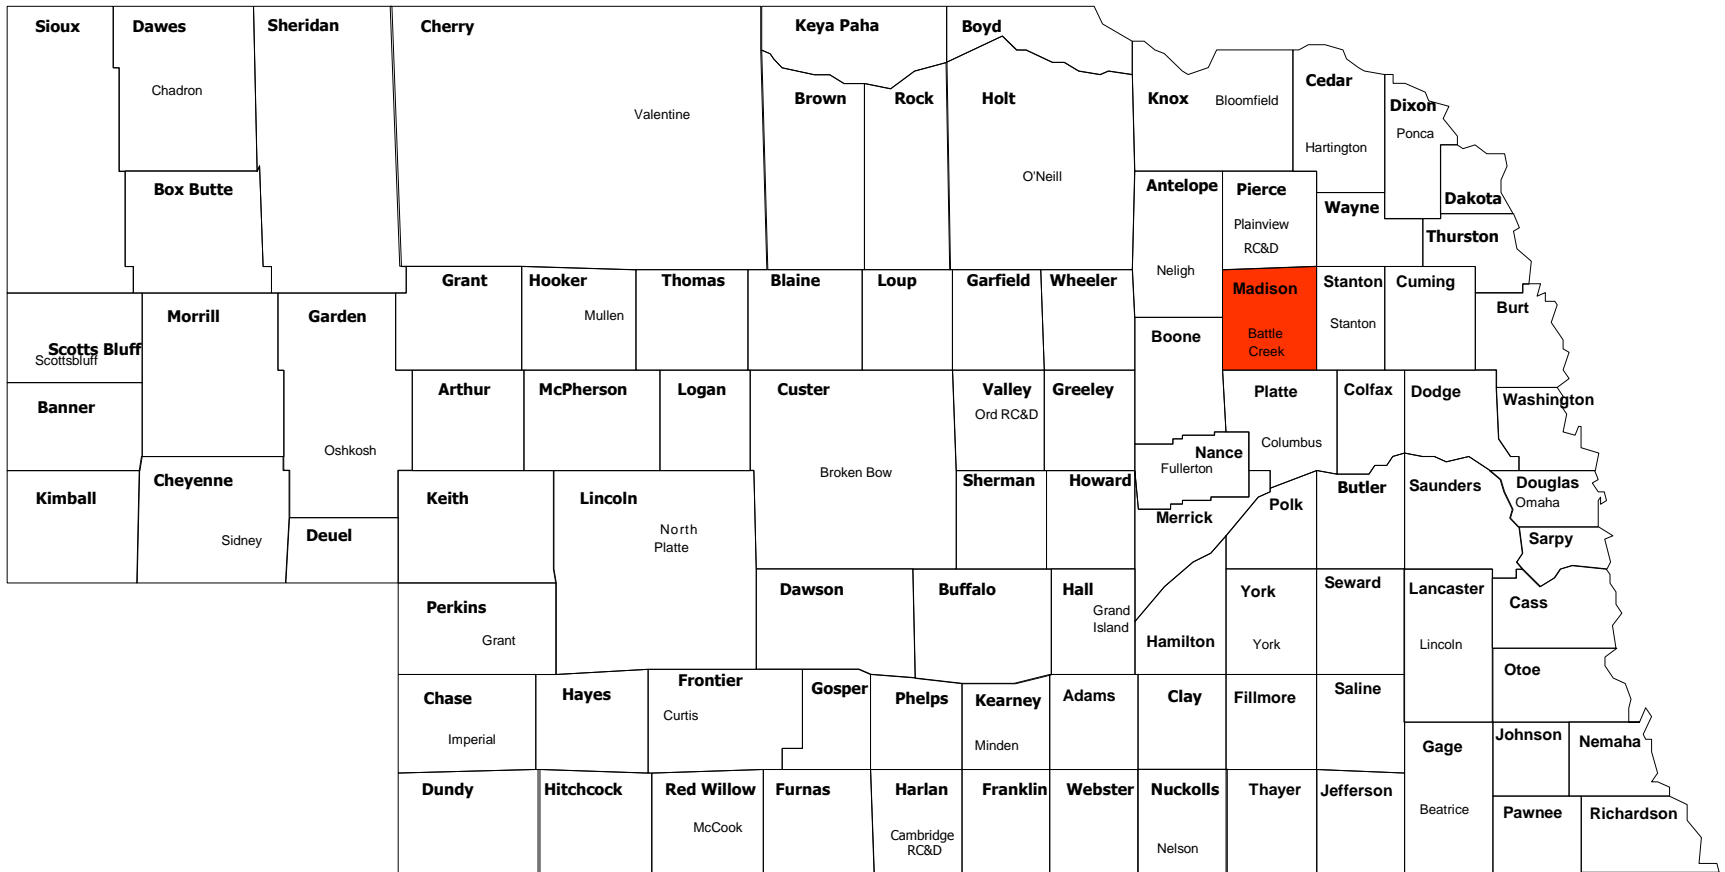 Sioux
Dawes
Sheridan
Cherry
Keya Paha
Boyd
Chadron
Valentine
Brown
Rock
Holt
O'Neill
Knox
Bloomfield
Cedar
Hartington
Dixon
Ponca
Dakota
Box Butte
Antelope
Neligh
Pierce
Plainview
RC&D
Wayne
Thurston
Grant
Hooker
Mullen
Thomas
Blaine
Loup
Garfield
Wheeler
Madison
Battle
Creek
Stanton
Stanton
Cuming
Burt
Scotts Bluff
Scottsbluff
Morrill
Garden
Oshkosh
Boone
Banner
Arthur
McPherson
Logan
Custer
Broken Bow
Valley
Ord RC&D
Greeley
Platte
Columbus
Colfax
Dodge
Washington
Nance
Fullerton
Kimball
Cheyenne
Sidney
Deuel
Keith
Lincoln
North
Platte
Sherman
Howard
Merrick
Polk
Butler
Saunders
Douglas
Omaha
Sarpy
Perkins
Grant
Dawson
Buffalo
Hall
Grand
Island
Hamilton
York
York
Seward
Lancaster
Lincoln
Cass
Otoe
Chase
Imperial
Hayes
Frontier
Curtis
Gosper
Phelps
Kearney
Minden
Adams
Clay
Fillmore
Saline
Gage
Beatrice
Johnson
Nemaha
Dundy
Hitchcock
Red Willow
McCook
Furnas
Harlan
Cambridge
RC&D
Franklin
Webster
Nuckolls
Nelson
Thayer
Jefferson
Pawnee
Richardson